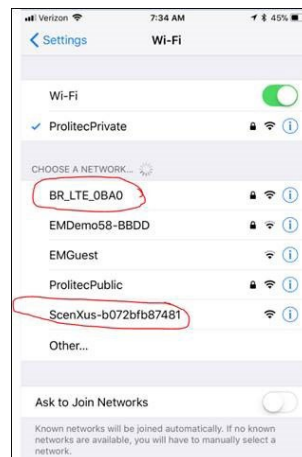 Verizon 7:34 AM 45%
Settings Wi-Fi
Wi-Fi
ProlitecPrivate
CHOOSE A NETWORK...
BR_LTE_0BA0
EMDemo58-BBDD
EMGuest
ProlitecPublic
ScenXus-b072bfb87481
Other...
Ask to Join Networks
Known networks will be joined automatically. If no known
networks are available, you will have to manually select a
network.